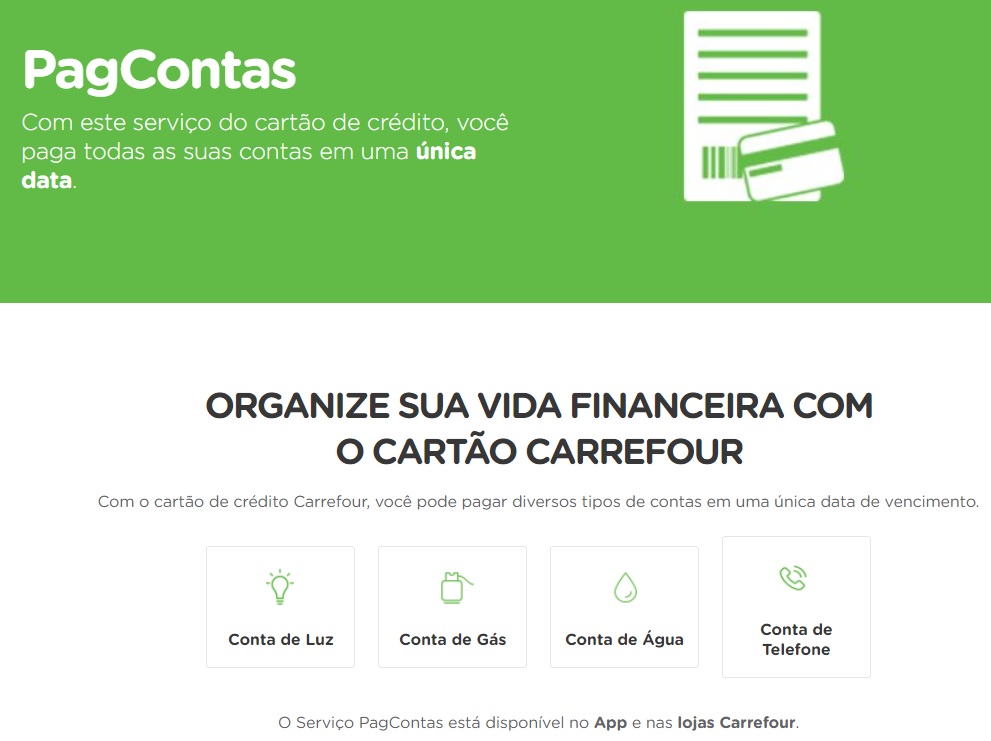 PagContas
Com este serviço do cartão de crédito, você
paga todas as suas contas em uma única
data.
ORGANIZE SUA VIDA FINANCEIRA COM
O CARTÃO CARREFOUR
Com o cartão de crédito Carrefour, você pode pagar diversos tipos de contas em uma única data de vencimento.
Conta de Luz
Conta de Gás
Conta de Água
Conta de
Telefone
O Serviço PagContas está disponível no App e nas lojas Carrefour.